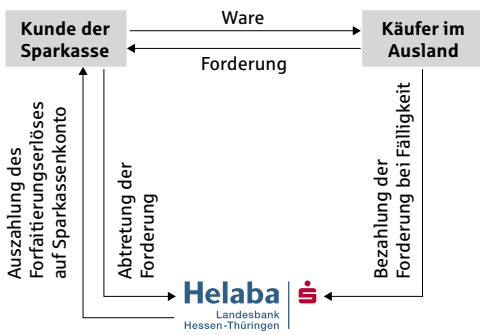 Kunde der
Sparkasse
Ware
Forderung
Käufer im
Ausland
Auszahlung des
Forfaitierungserlöses
auf Sparkassenkonto
Abtretung der
Forderung
Bezahlung der
Forderung bei Fälligkeit
Helaba
Landesbank
Hessen-Thüringen